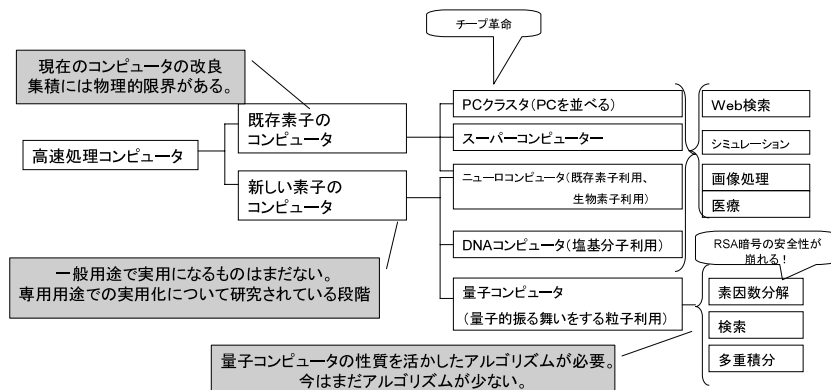 チープ革命
現在のコンピュータの改良
集積には物理的限界がある。
高速処理コンピュータ
既存素子の
コンピュータ
新しい素子の
コンピュータ
PCクラスタ(PCを並べる)
スーパーコンピューター
ニューロコンピュータ(既存素子利用、
生物素子利用)
DNAコンピュータ(塩基分子利用)
量子コンピュータ
(量子的振る舞いをする粒子利用)
Web検索
シミュレーション
画像処理
医療
RSA暗号の安全性が
崩れる!
素因数分解
検索
多重積分
一般用途で実用になるものはまだない。
専用用途での実用化について研究されている段階
量子コンピュータの性質を活かしたアルゴリズムが必要。
今はまだアルゴリズムが少ない。